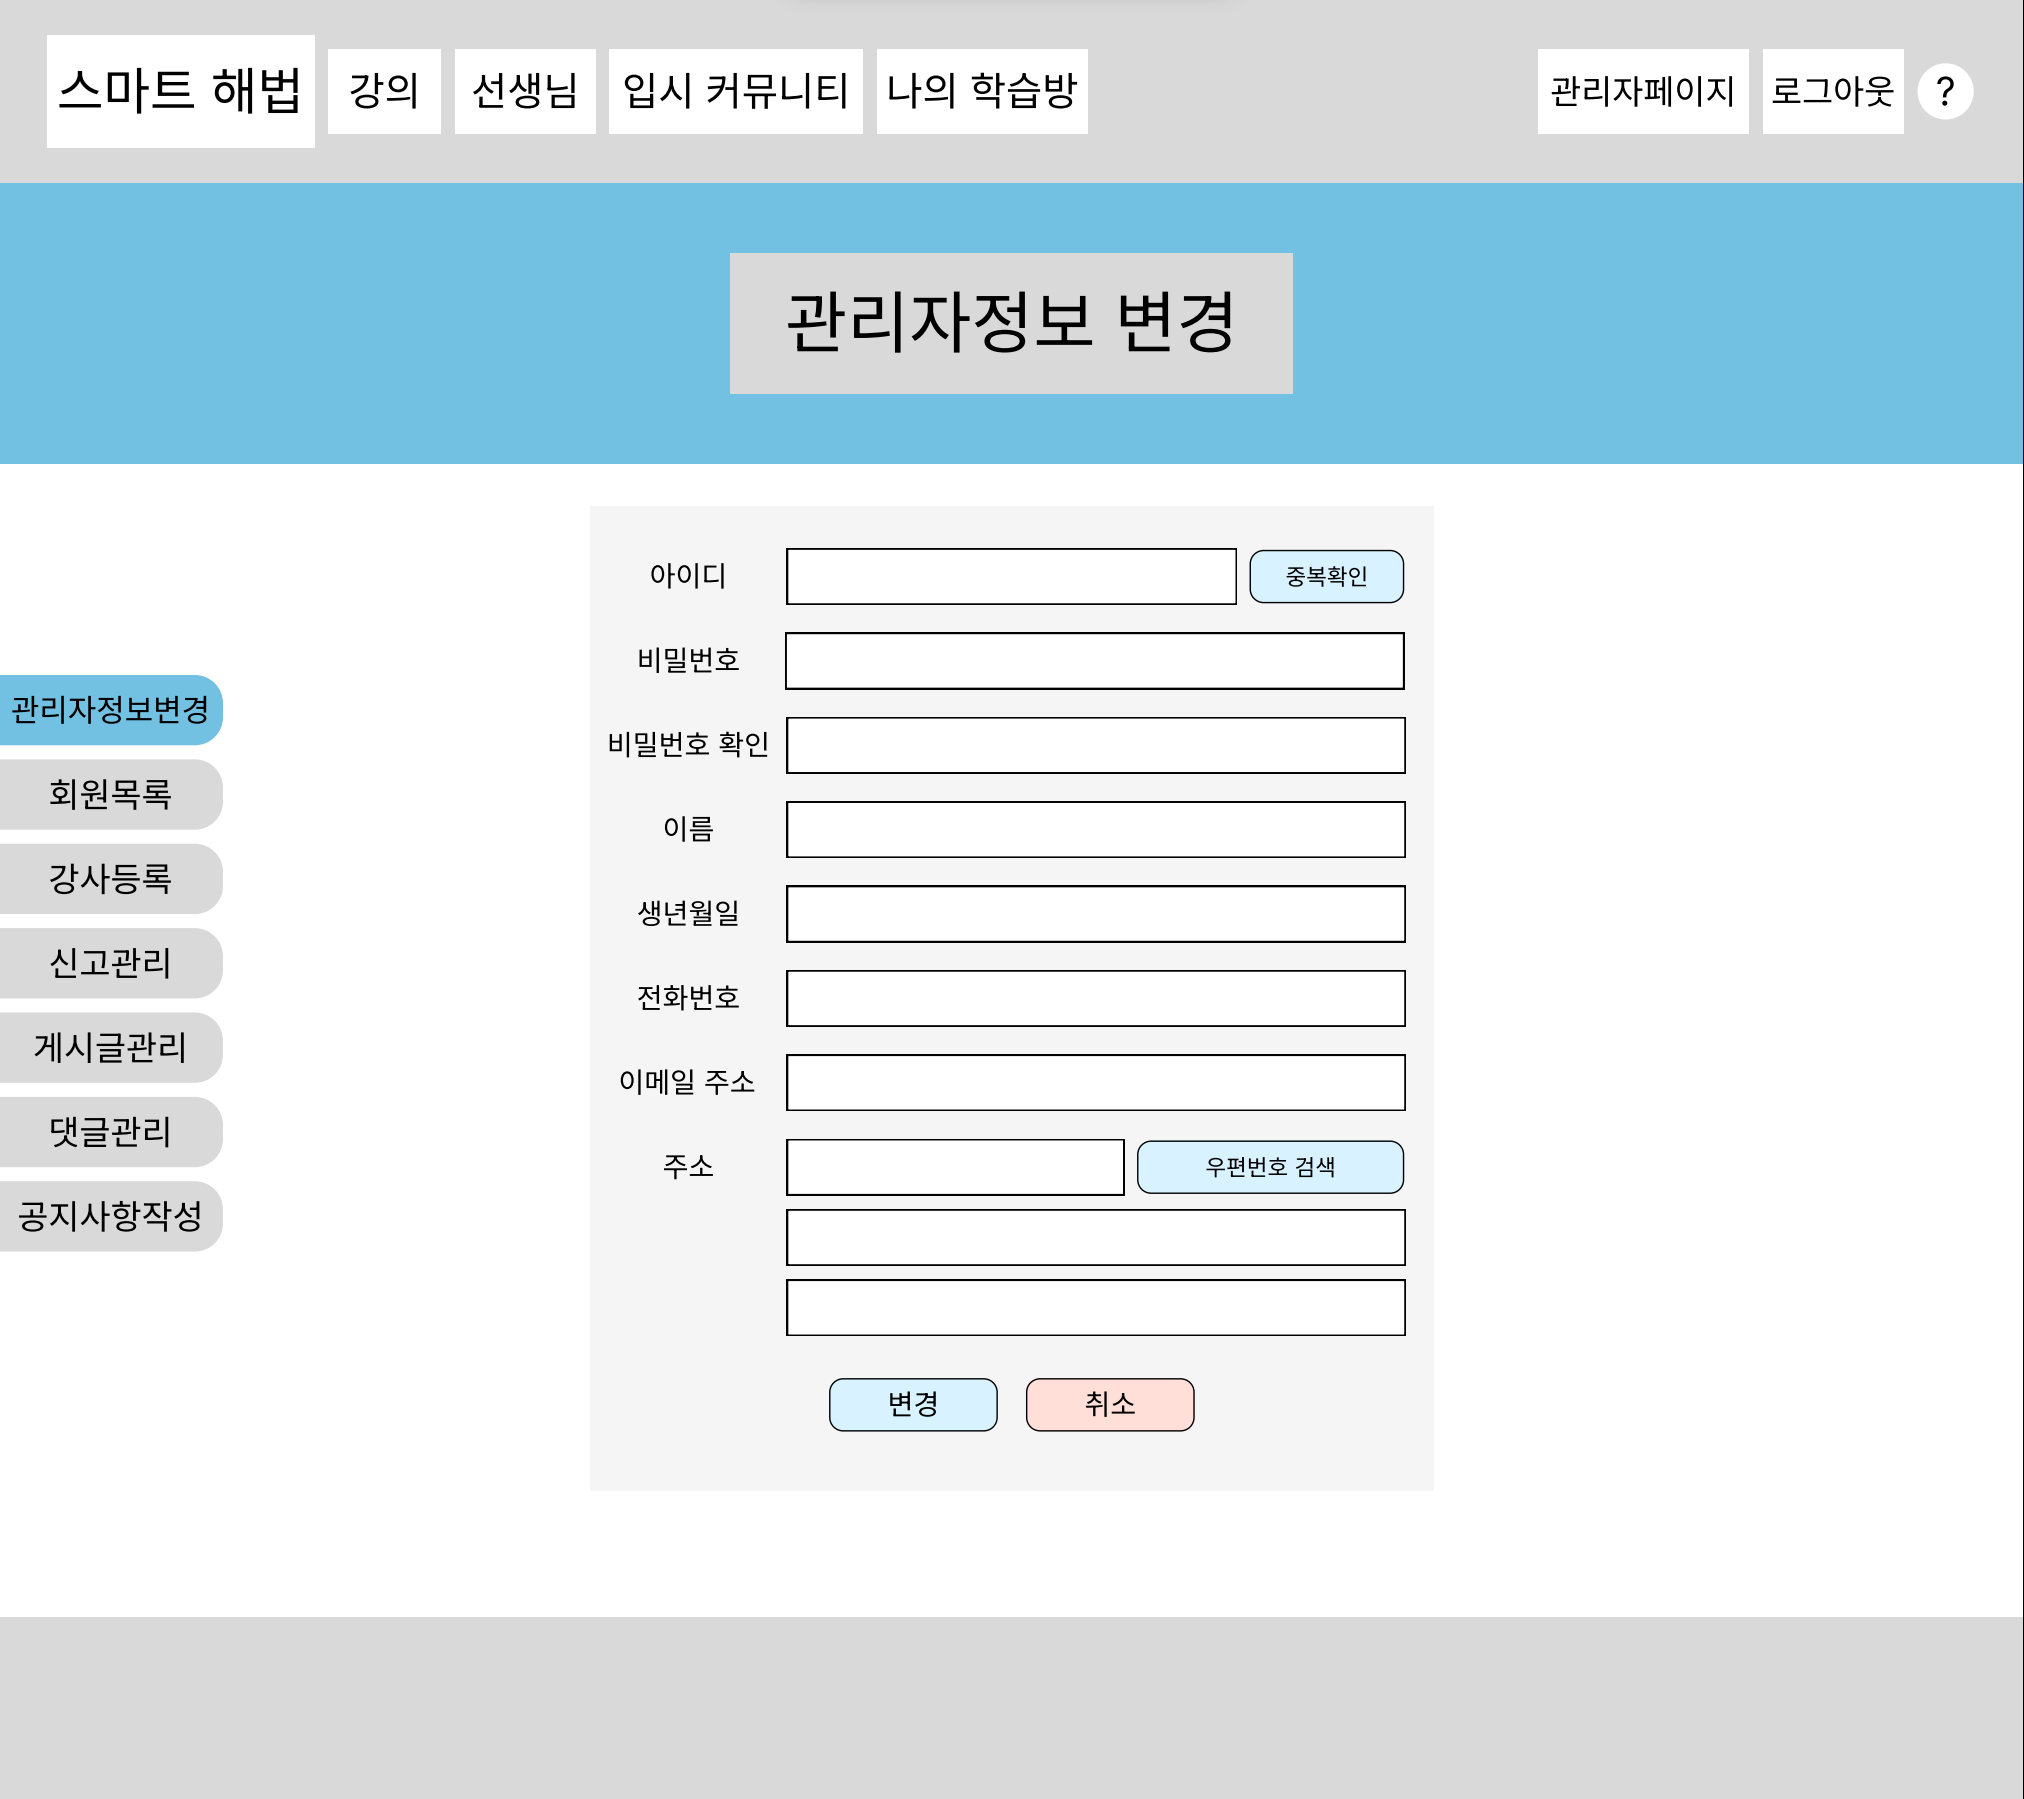 스마트 해법
강의
선생님
입시 커뮤니티
나의 학습방
관리자페이지
로그아웃
?
관리자정보 변경
관리자정보변경
회원목록
강사등록
신고관리
게시글관리
댓글관리
공지사항작성
아이디
중복확인
비밀번호
비밀번호 확인
이름
생년월일
전화번호
이메일 주소
주소
우편번호 검색
변경
취소